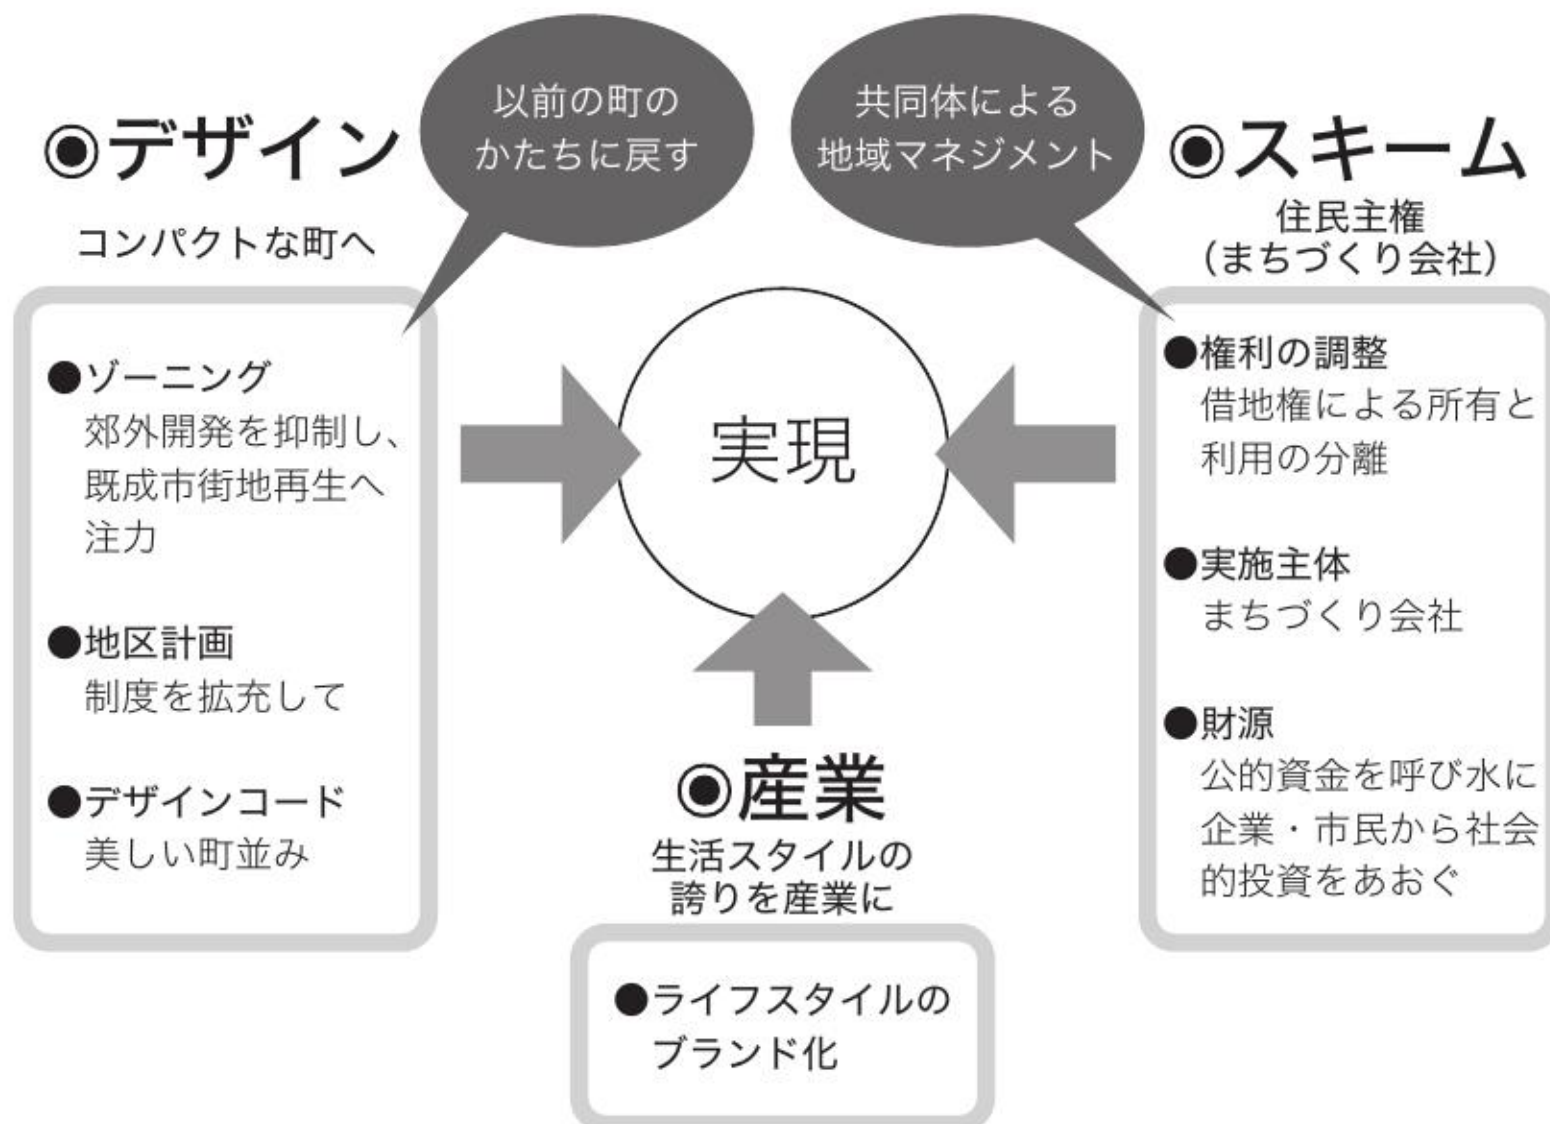 ◉デザイン
コンパクトな町へ
以前の町の
かたちに戻す
●ゾーニング
郊外開発を抑制し、
既成市街地再生へ
注力
●地区計画
制度を拡充して
●デザインコード
美しい町並み
共同体による
地域マネジメント
◉スキーム
住民主権
（まちづくり会社）
●権利の調整
借地権による所有と
利用の分離
●実施主体
まちづくり会社
●財源
公的資金を呼び水に
企業・市民から社会
的投資をあおぐ
実現
◉産業
生活スタイルの
誇りを産業に
●ライフスタイルの
ブランド化